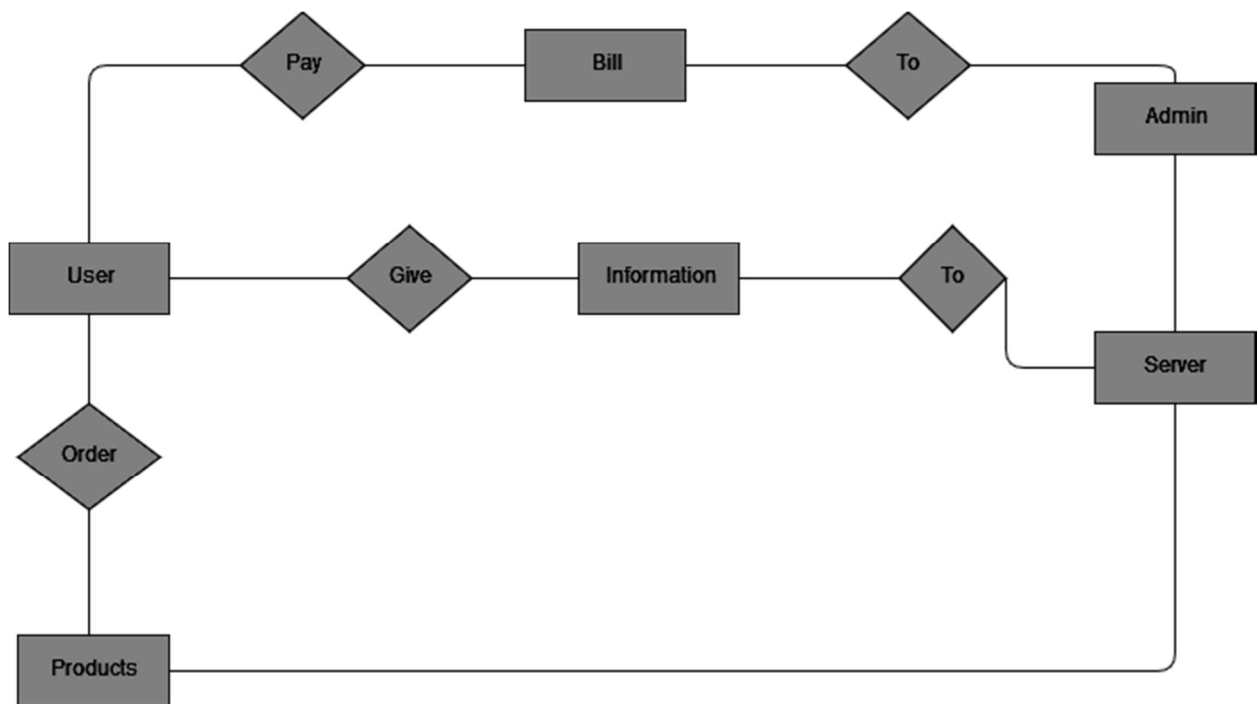 Pay
Bill
To
Admin
User
Give
Information
To
Server
Order
Products